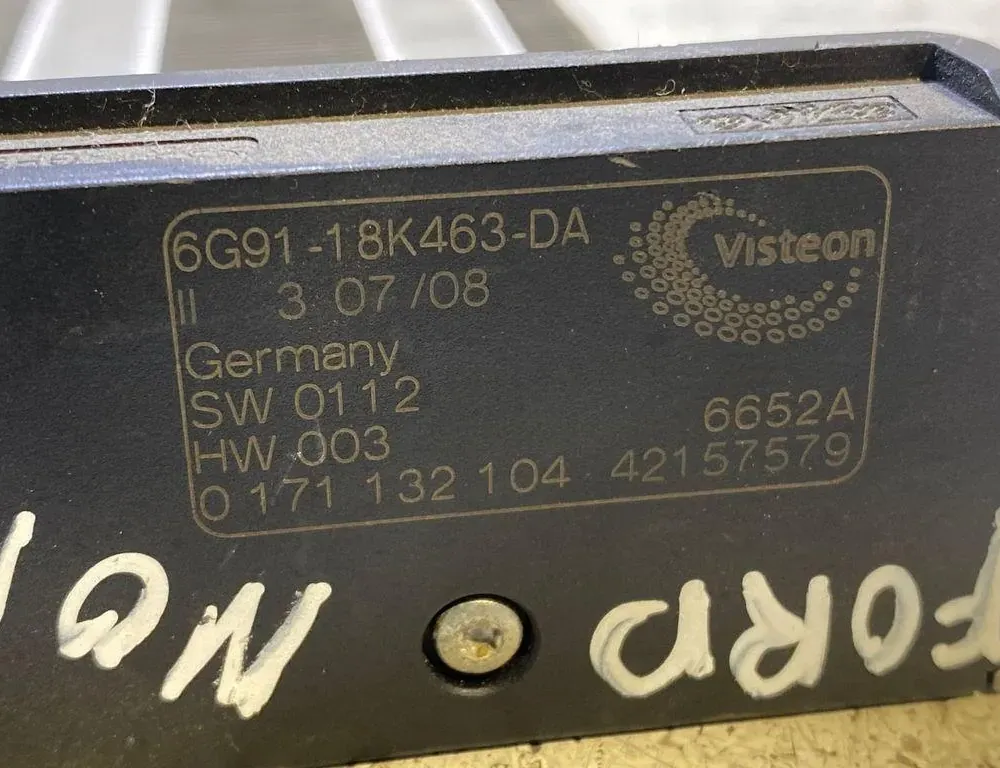 6G91-18K463-DA
Visteon
II 3 07/08
Germany
SW 0112
HW 003 6652A
0 171 132 104 42157579
FORD